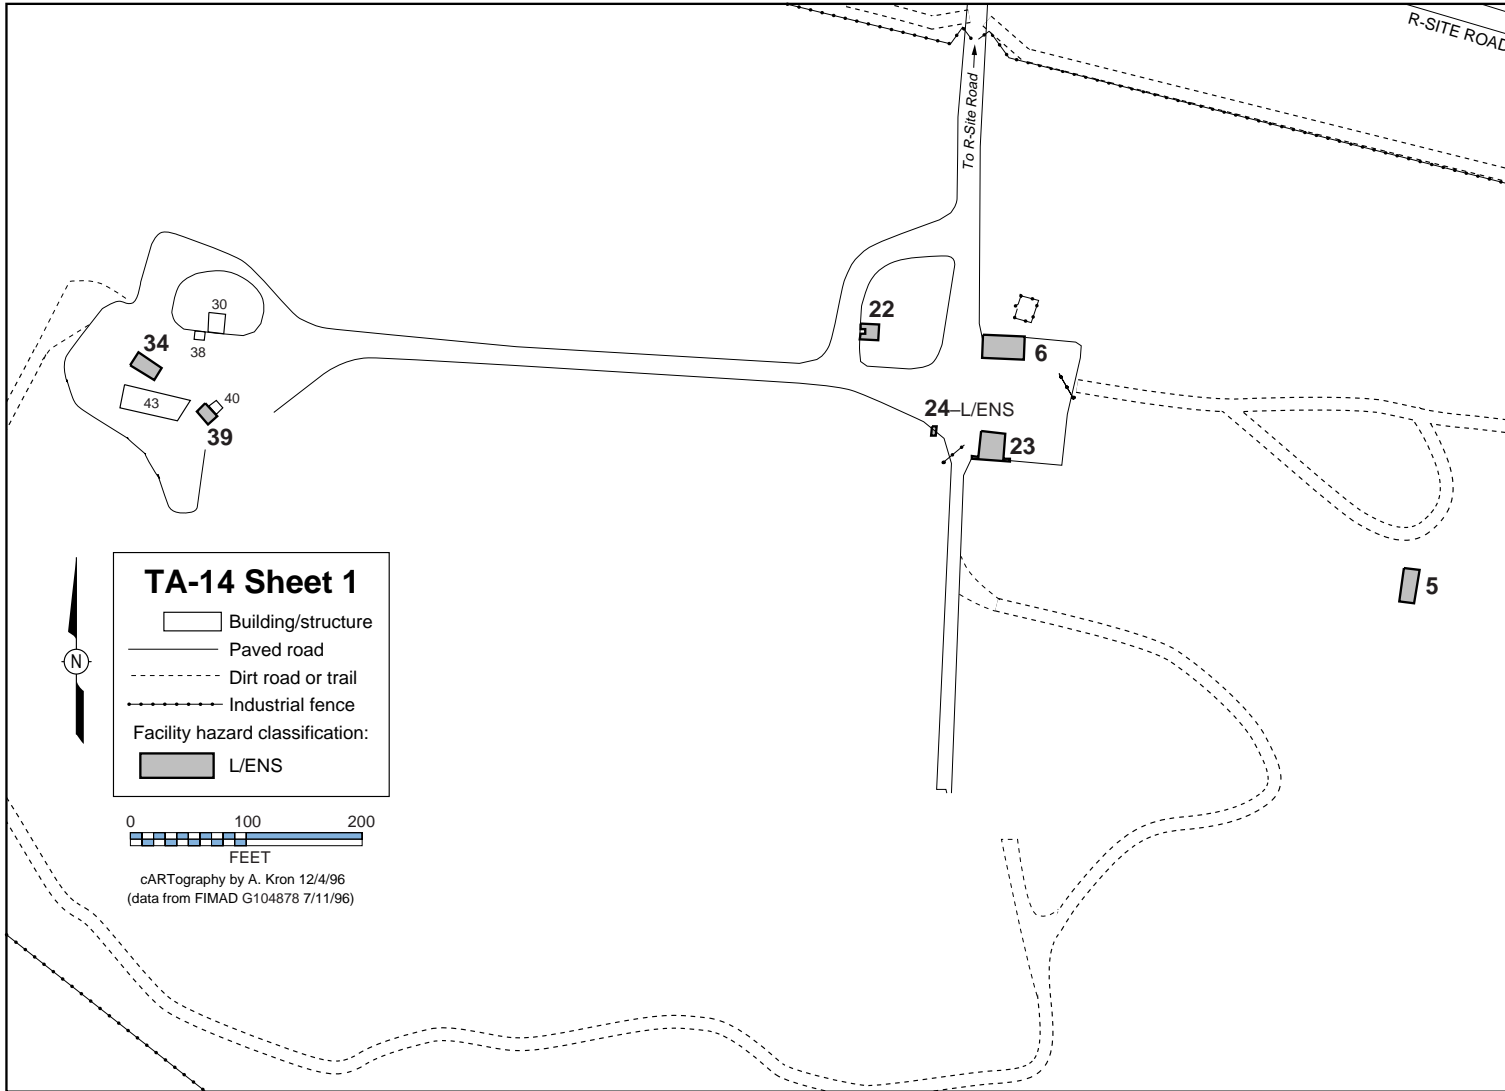 R-SITE ROAD
To R-Site Road
30
38
34
43
40
39
22
6
24–L/ENS
23
5
TA-14 Sheet 1
Building/structure
Paved road
Dirt road or trail
Industrial fence
Facility hazard classification:
L/ENS
N
0 100 200
FEET
cARTography by A. Kron 12/4/96
(data from FIMAD G104878 7/11/96)